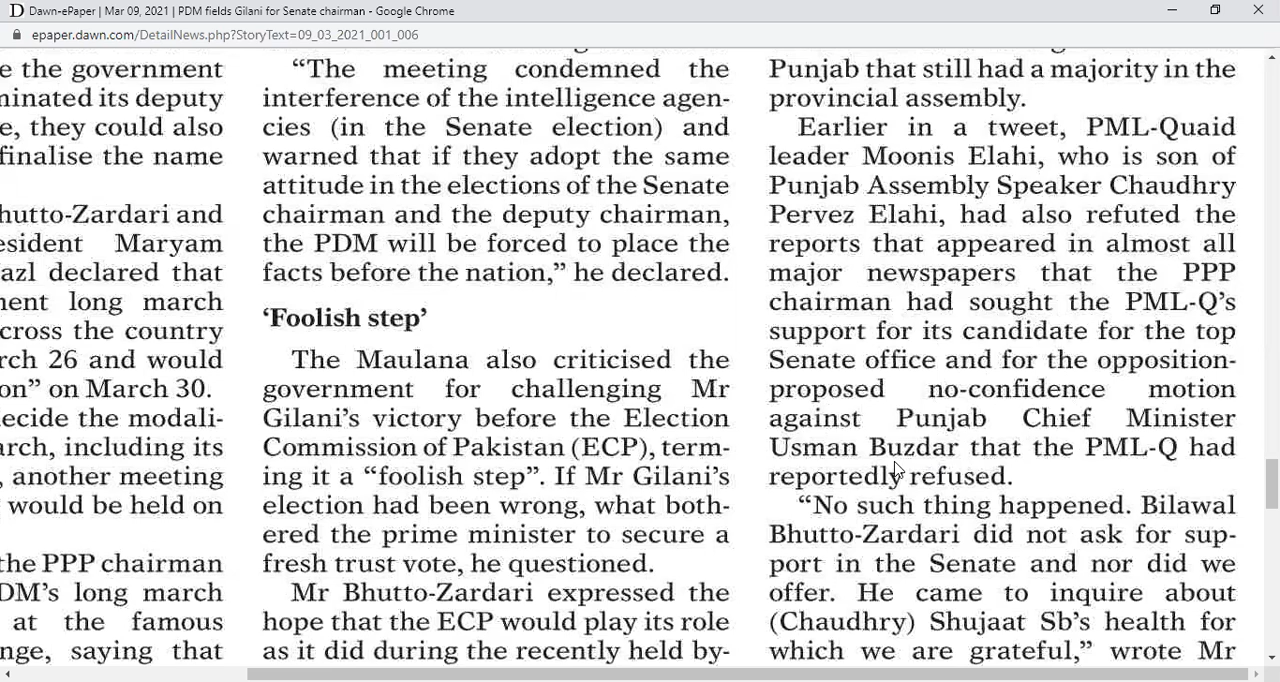 Dawn-ePaper | Mar 09, 2021 | PDM fields Gilani for Senate chairman - Google Chrome
epaper.dawn.com/DetailNews.php?StoryText=09_03_2021_001_006
e the government
minated its deputy
e, they could also
finalise the name
hutto-Zardari and
esident Maryam
azl declared that
ment long march
cross the country
rch 26 and would
on” on March 30.
ecide the modali-
arch, including its
, another meeting
would be held on
the PPP chairman
DM’s long march
at the famous
nge, saying that
“The meeting condemned the
interference of the intelligence agen-
cies (in the Senate election) and
warned that if they adopt the same
attitude in the elections of the Senate
chairman and the deputy chairman,
the PDM will be forced to place the
facts before the nation,” he declared.
‘Foolish step’
The Maulana also criticised the
government for challenging Mr
Gilani’s victory before the Election
Commission of Pakistan (ECP), term-
ing it a “foolish step”. If Mr Gilani’s
election had been wrong, what both-
ered the prime minister to secure a
fresh trust vote, he questioned.
Mr Bhutto-Zardari expressed the
hope that the ECP would play its role
as it did during the recently held by-
Punjab that still had a majority in the
provincial assembly.
Earlier in a tweet, PML-Quaid
leader Moonis Elahi, who is son of
Punjab Assembly Speaker Chaudhry
Pervez Elahi, had also refuted the
reports that appeared in almost all
major newspapers that the PPP
chairman had sought the PML-Q’s
support for its candidate for the top
Senate office and for the opposition-
proposed no-confidence motion
against Punjab Chief Minister
Usman Buzdar that the PML-Q had
reportedly refused.
“No such thing happened. Bilawal
Bhutto-Zardari did not ask for sup-
port in the Senate and nor did we
offer. He came to inquire about
(Chaudhry) Shujaat Sb’s health for
which we are grateful,” wrote Mr